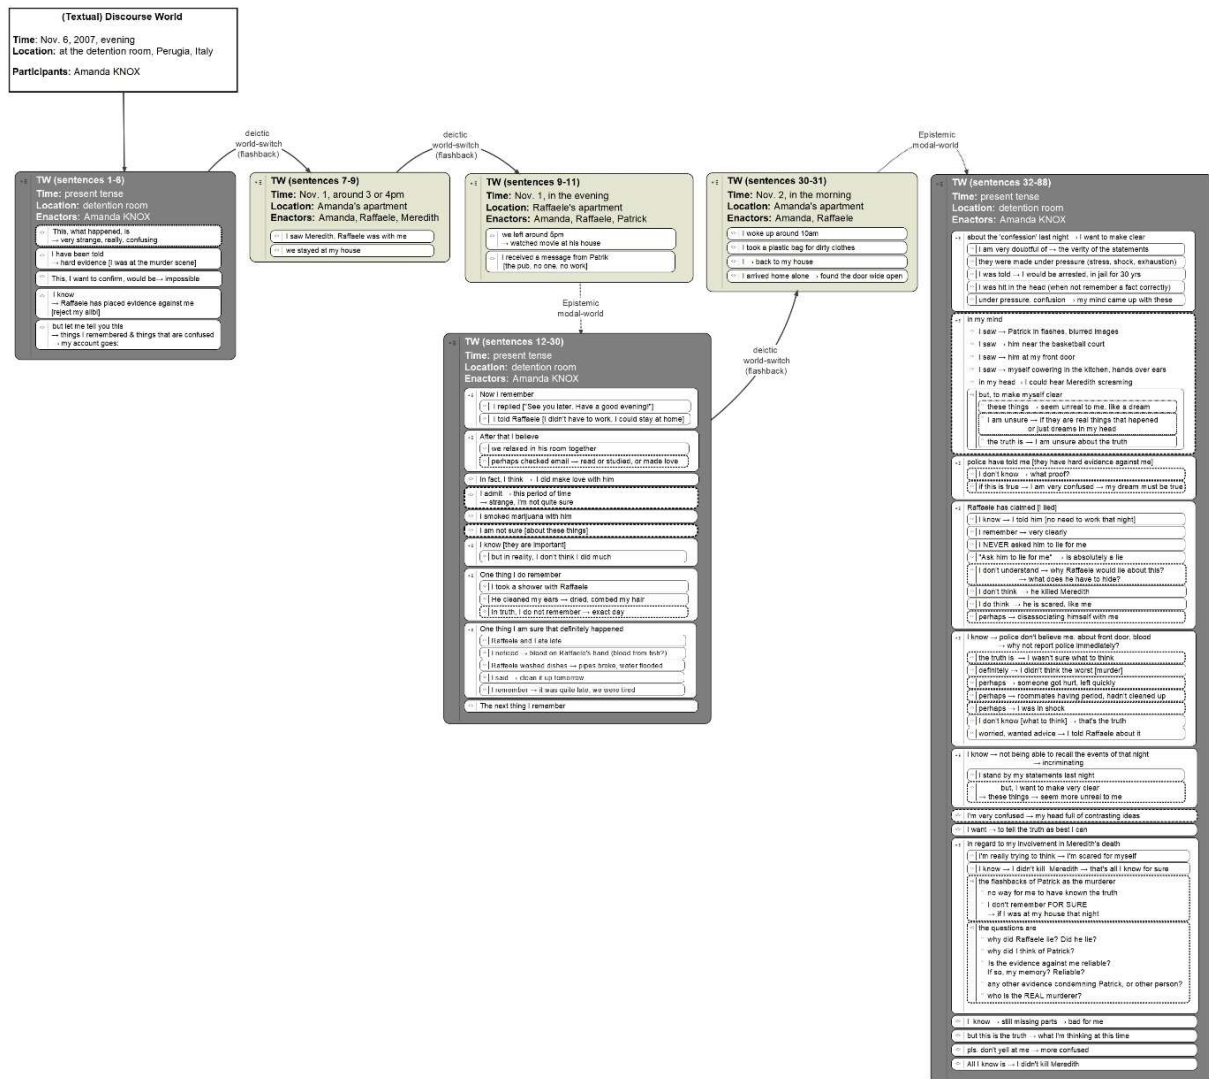 (Textual) Discourse World
Time: Nov. 6, 2007, evening
Location: at the detention room, Perugia, Italy
Participants: Amanda KNOX
deictic
world-switch
(flashback)
deictic
world-switch
(flashback)
Epistemic
modal-world
TW (sentences 1-6)
Time: present tense
Location: detention room
Enactors: Amanda KNOX
This, what happened, is
→ very strange, really, confusing
I have been told
→ hard evidence [I was at the murder scene]
This, I want to confirm, would be→ impossible
I know
→ Raffaele has placed evidence against me
[reject my alibi]
but let me tell you this
→ things I remembered & things that are confused
→ my account goes:
TW (sentences 7-9)
Time: Nov. 1, around 3 or 4pm
Location: Amanda's apartment
Enactors: Amanda, Raffaele, Meredith
I saw Meredith. Raffaele was with me
we stayed at my house
TW (sentences 9-11)
Time: Nov. 1, in the evening
Location: Raffaele's apartment
Enactors: Amanda, Raffaele, Patrick
we left around 5pm
→ watched movie at his house
I received a message from Patrik
[the pub, no one, no work]
Epistemic
modal-world
TW (sentences 12-30)
Time: present tense
Location: detention room
Enactors: Amanda KNOX
Now I remember
I replied ["See you later. Have a good evening!"]
I told Raffaele [I didn't have to work. I could stay at home]
After that I believe
we relaxed in his room together
perhaps checked email → read or studied, or made love
In fact, I think → I did make love with him
I admit → this period of time
→ strange, I'm not quite sure
I smoked marijuana with him
I am not sure [about these things]
I know [they are important]
but in reality, I don't think I did much
One thing I do remember
I took a shower with Raffaele
He cleaned my ears → dried, combed my hair
In truth, I do not remember → exact day
One thing I am sure that definitely happened
Raffaele and I ate late
I noticed → blood on Raffaele's hand (blood from fish?)
Raffaele washed dishes → pipes broke, water flooded
I said → clean it up tomorrow
I remember → it was quite late, we were tired
The next thing I remember
deictic
world-switch
(flashback)
TW (sentences 30-31)
Time: Nov. 2, in the morning
Location: Amanda's apartment
Enactors: Amanda, Raffaele
I woke up around 10am
I took a plastic bag for dirty clothes
I → back to my house
I arrived home alone → found the door wide open
TW (sentences 32-88)
Time: present tense
Location: detention room
Enactors: Amanda KNOX
about the 'confession' last night → I want to make clear
I am very doubtful of → the verity of the statements
they were made under pressure (stress, shock, exhaustion)
I was told → I would be arrested, in jail for 30 yrs
I was hit in the head (when not remember a fact correctly)
under pressure, confusion → my mind came up with these
in my mind
I saw → Patrick in flashes, blurred images
I saw → him near the basketball court
I saw → him at my front door
I saw → myself cowering in the kitchen, hands over ears
in my head → I could hear Meredith screaming
but, to make myself clear
these things → seem unreal to me, like a dream
I am unsure → if they are real things that hapened
or just dreams in my head
the truth is → I am unsure about the truth
police have told me [they have hard evidence against me]
I don't know → what proof?
if this is true → I am very confused → my dream must be true
Raffaele has claimed [I lied]
I know → I told him [no need to work that night]
I remember → very clearly
I NEVER asked him to lie for me
"Ask him to lie for me" → is absolutely a lie
I don't understand → why Raffaele would lie about this?
→ what does he have to hide?
I don't think → he killed Meredith
I do think → he is scared, like me
perhaps → disassociating himself with me
I know → police don't believe me, about front door, blood
→ why not report police immediately?
the truth is → I wasn't sure what to think
definitely → I didn't think the worst [murder]
perhaps → someone got hurt, left quickly
perhaps → roommates having period, hadn't cleaned up
perhaps → I was in shock
I don't know [what to think] → that's the truth
worried, wanted advice → I told Raffaele about it
I know → not being able to recall the events of that night
→ incriminating
I stand by my statements last night
but, I want to make very clear
→ these things → seem more unreal to me
I'm very confused → my head full of contrasting ideas
I want → to tell the truth as best I can
in regard to my involvement in Meredith's death
I'm really trying to think → I'm scared for myself
I know → I didn't kill Meredith → that's all I know for sure
the flashbacks of Patrick as the murderer
no way for me to have known the truth
I don't remember FOR SURE
→ if I was at my house that night
the questions are
why did Raffaele lie? Did he lie?
why did I think of Patrick?
Is the evidence against me reliable?
If so, my memory? Reliable?
any other evidence condemning Patrick, or other person?
who is the REAL murderer?
I know → still missing parts → bad for me
but this is the truth → what I'm thinking at this time
pls. don't yell at me → more confused
All I know is → I didn't kill Meredith